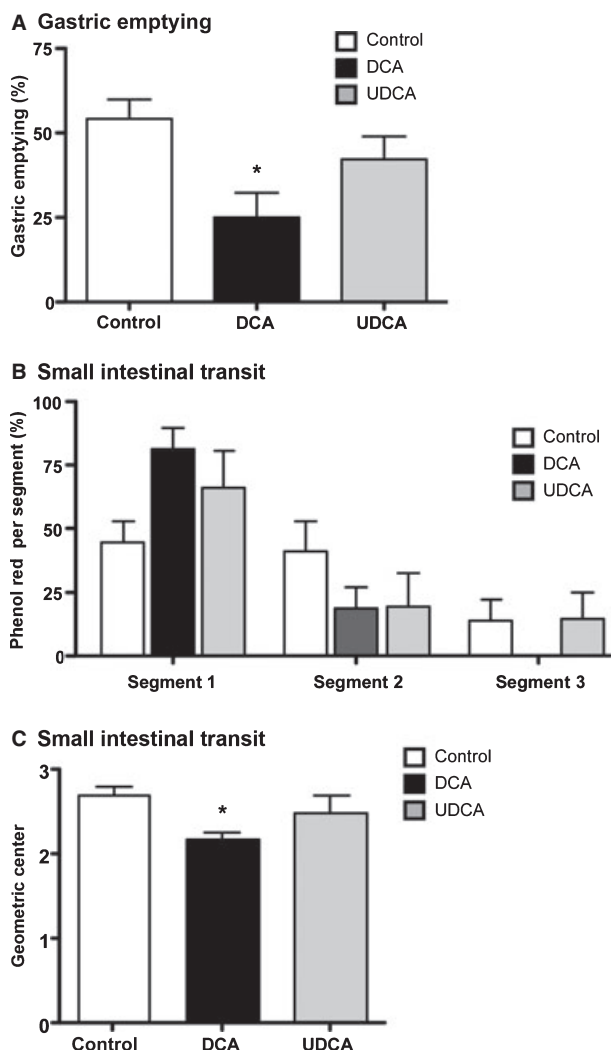 A Gastric emptying
Control
DCA
UDCA
75
50
25
0
Gastric emptying (%)
*
Control DCA UDCA
B Small intestinal transit
Control
DCA
UDCA
100
75
50
25
0
Phenol red per segment (%)
Segment 1 Segment 2 Segment 3
C Small intestinal transit
Control
DCA
UDCA
3
2
1
0
Geometric center
*
Control DCA UDCA